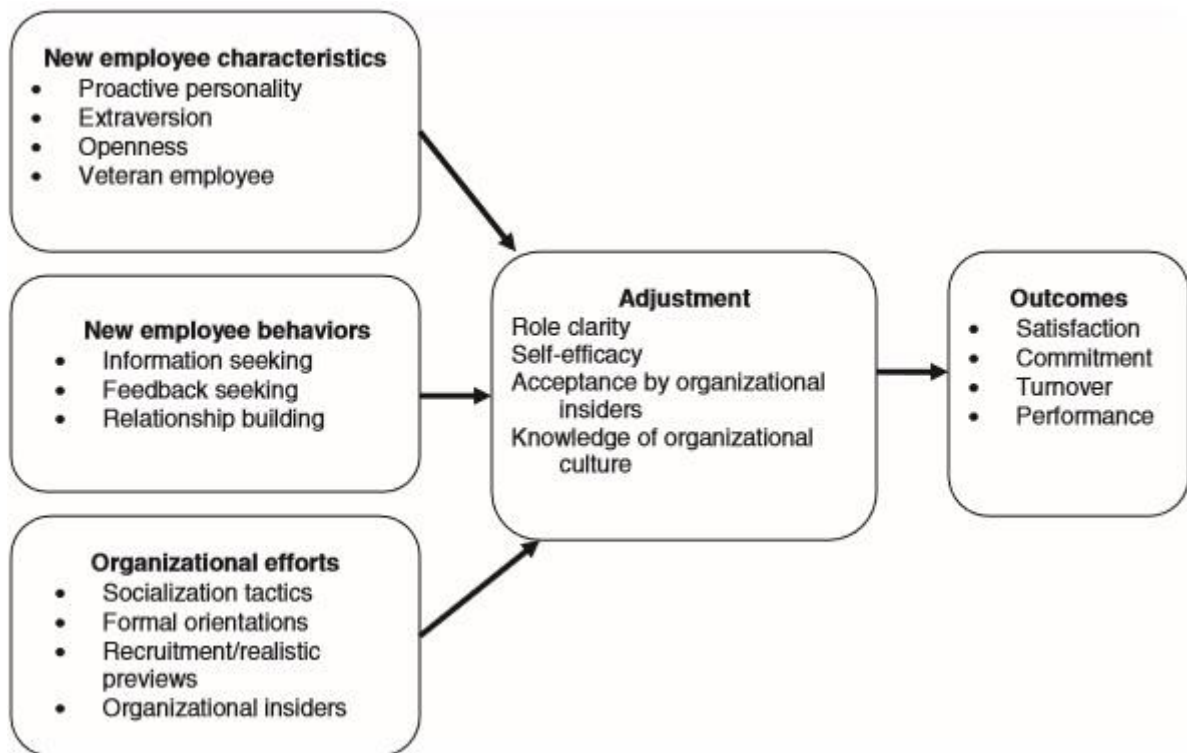 New employee characteristics
• Proactive personality
• Extraversion
• Openness
• Veteran employee
New employee behaviors
• Information seeking
• Feedback seeking
• Relationship building
Organizational efforts
• Socialization tactics
• Formal orientations
• Recruitment/realistic
previews
• Organizational insiders
Adjustment
Role clarity
Self-efficacy
Acceptance by organizational
insiders
Knowledge of organizational
culture
Outcomes
• Satisfaction
• Commitment
• Turnover
• Performance